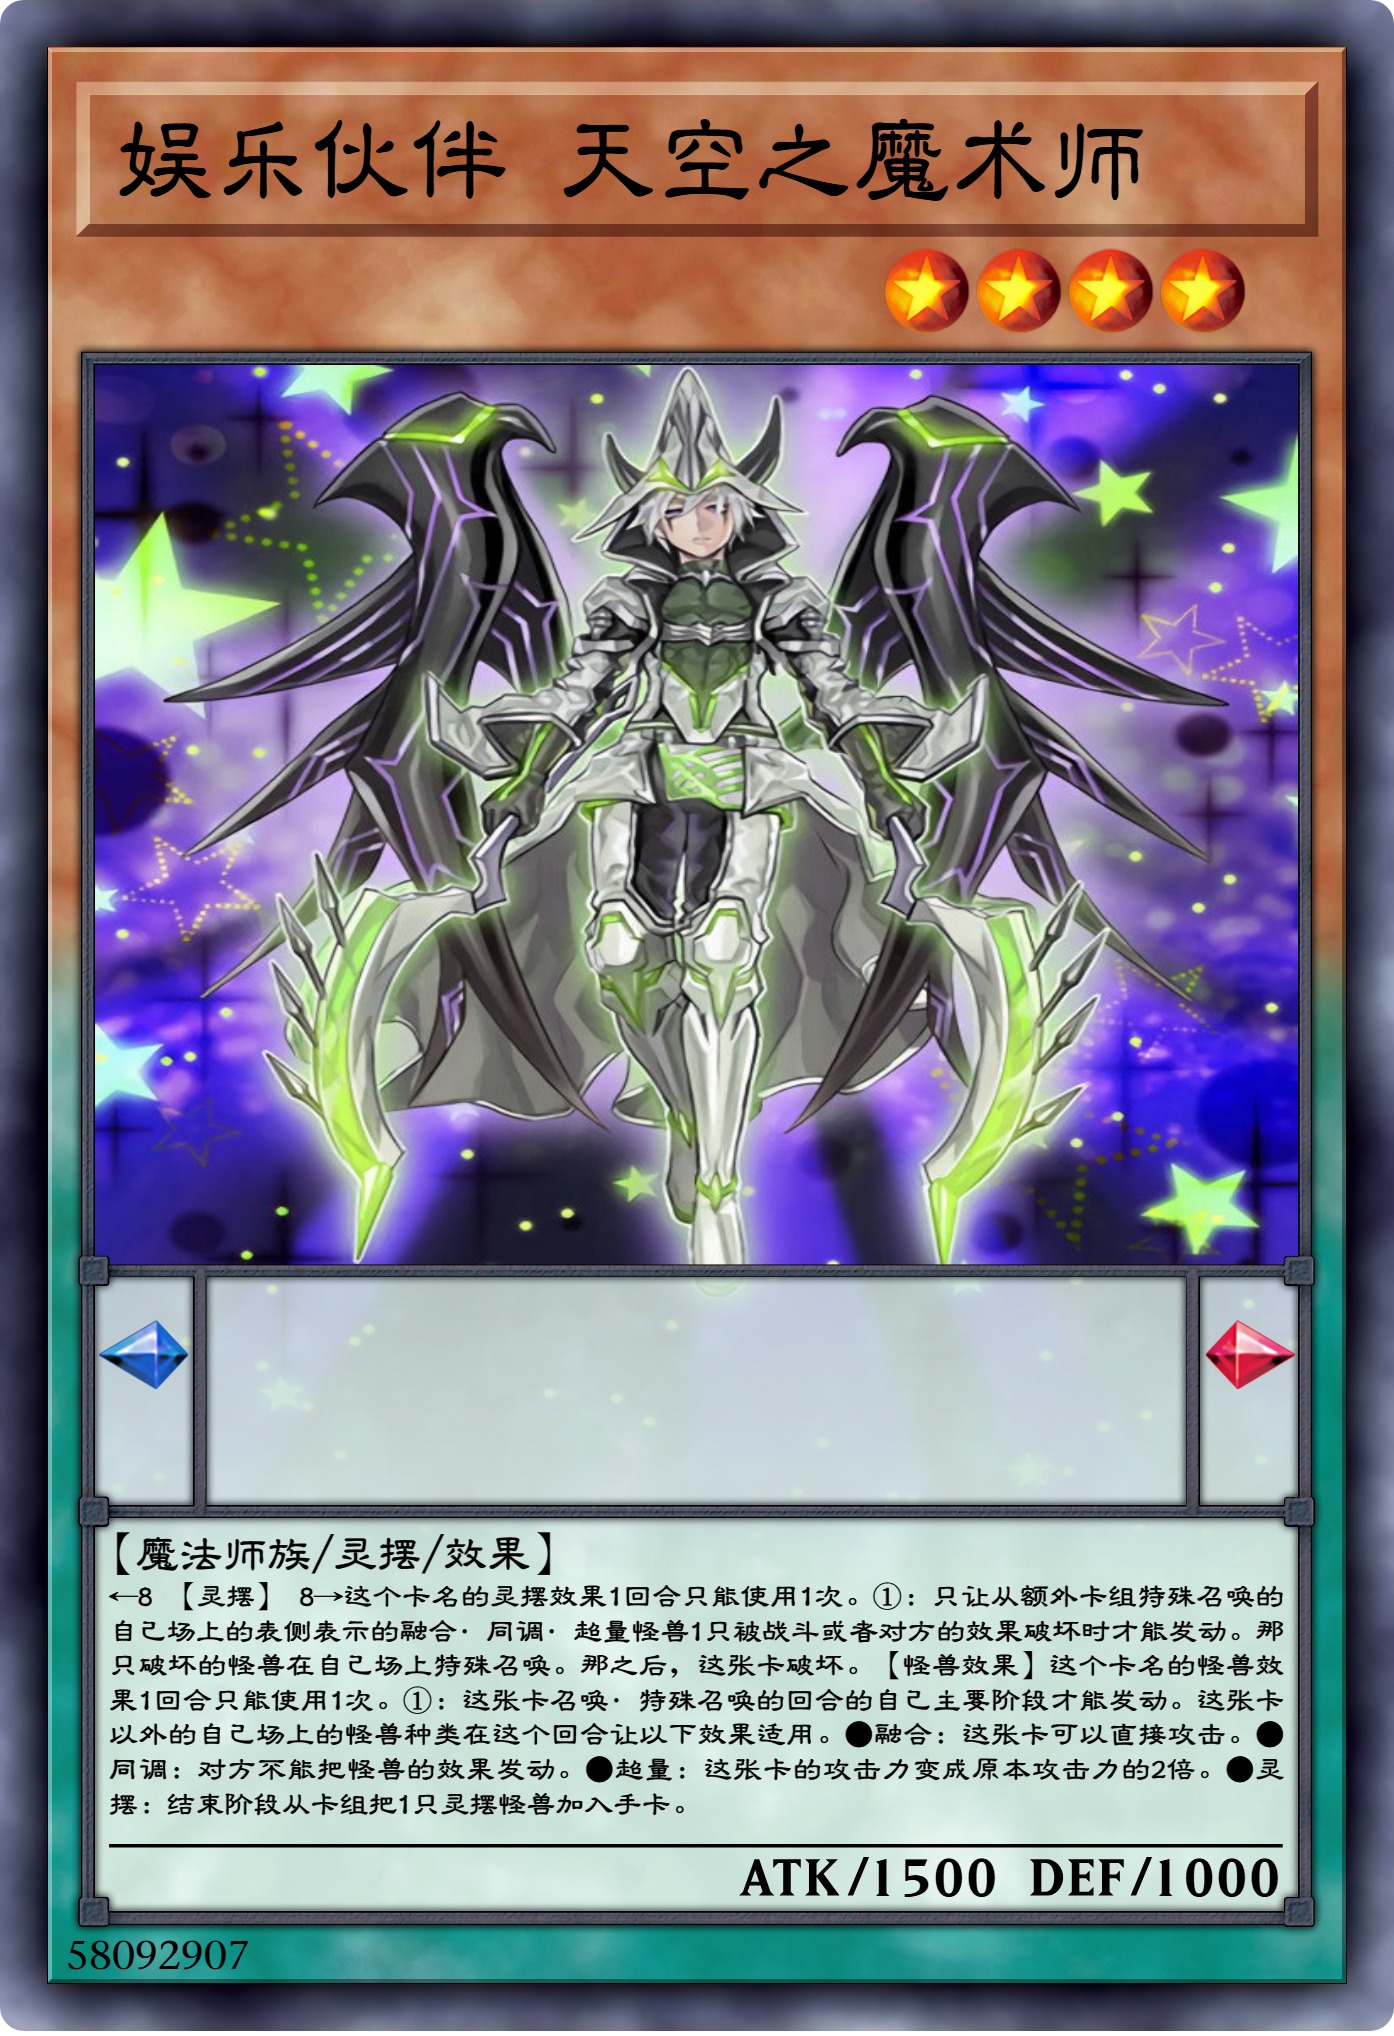 娱乐伙伴 天空之魔术师
【魔法师族/灵摆/效果】
←8 【灵摆】 8→这个卡名的灵摆效果1回合只能使用1次。①：只让从额外卡组特殊召唤的
自己场上的表侧表示的融合·同调·超量怪兽1只被战斗或者对方的效果破坏时才能发动。那
只破坏的怪兽在自己场上特殊召唤。那之后，这张卡破坏。【怪兽效果】这个卡名的怪兽效
果1回合只能使用1次。①：这张卡召唤·特殊召唤的回合的自己主要阶段才能发动。这张卡
以外的自己场上的怪兽种类在这个回合让以下效果适用。●融合：这张卡可以直接攻击。●
同调：对方不能把怪兽的效果发动。●超量：这张卡的攻击力变成原本攻击力的2倍。●灵
摆：结束阶段从卡组把1只灵摆怪兽加入手卡。
ATK/1500 DEF/1000
58092907